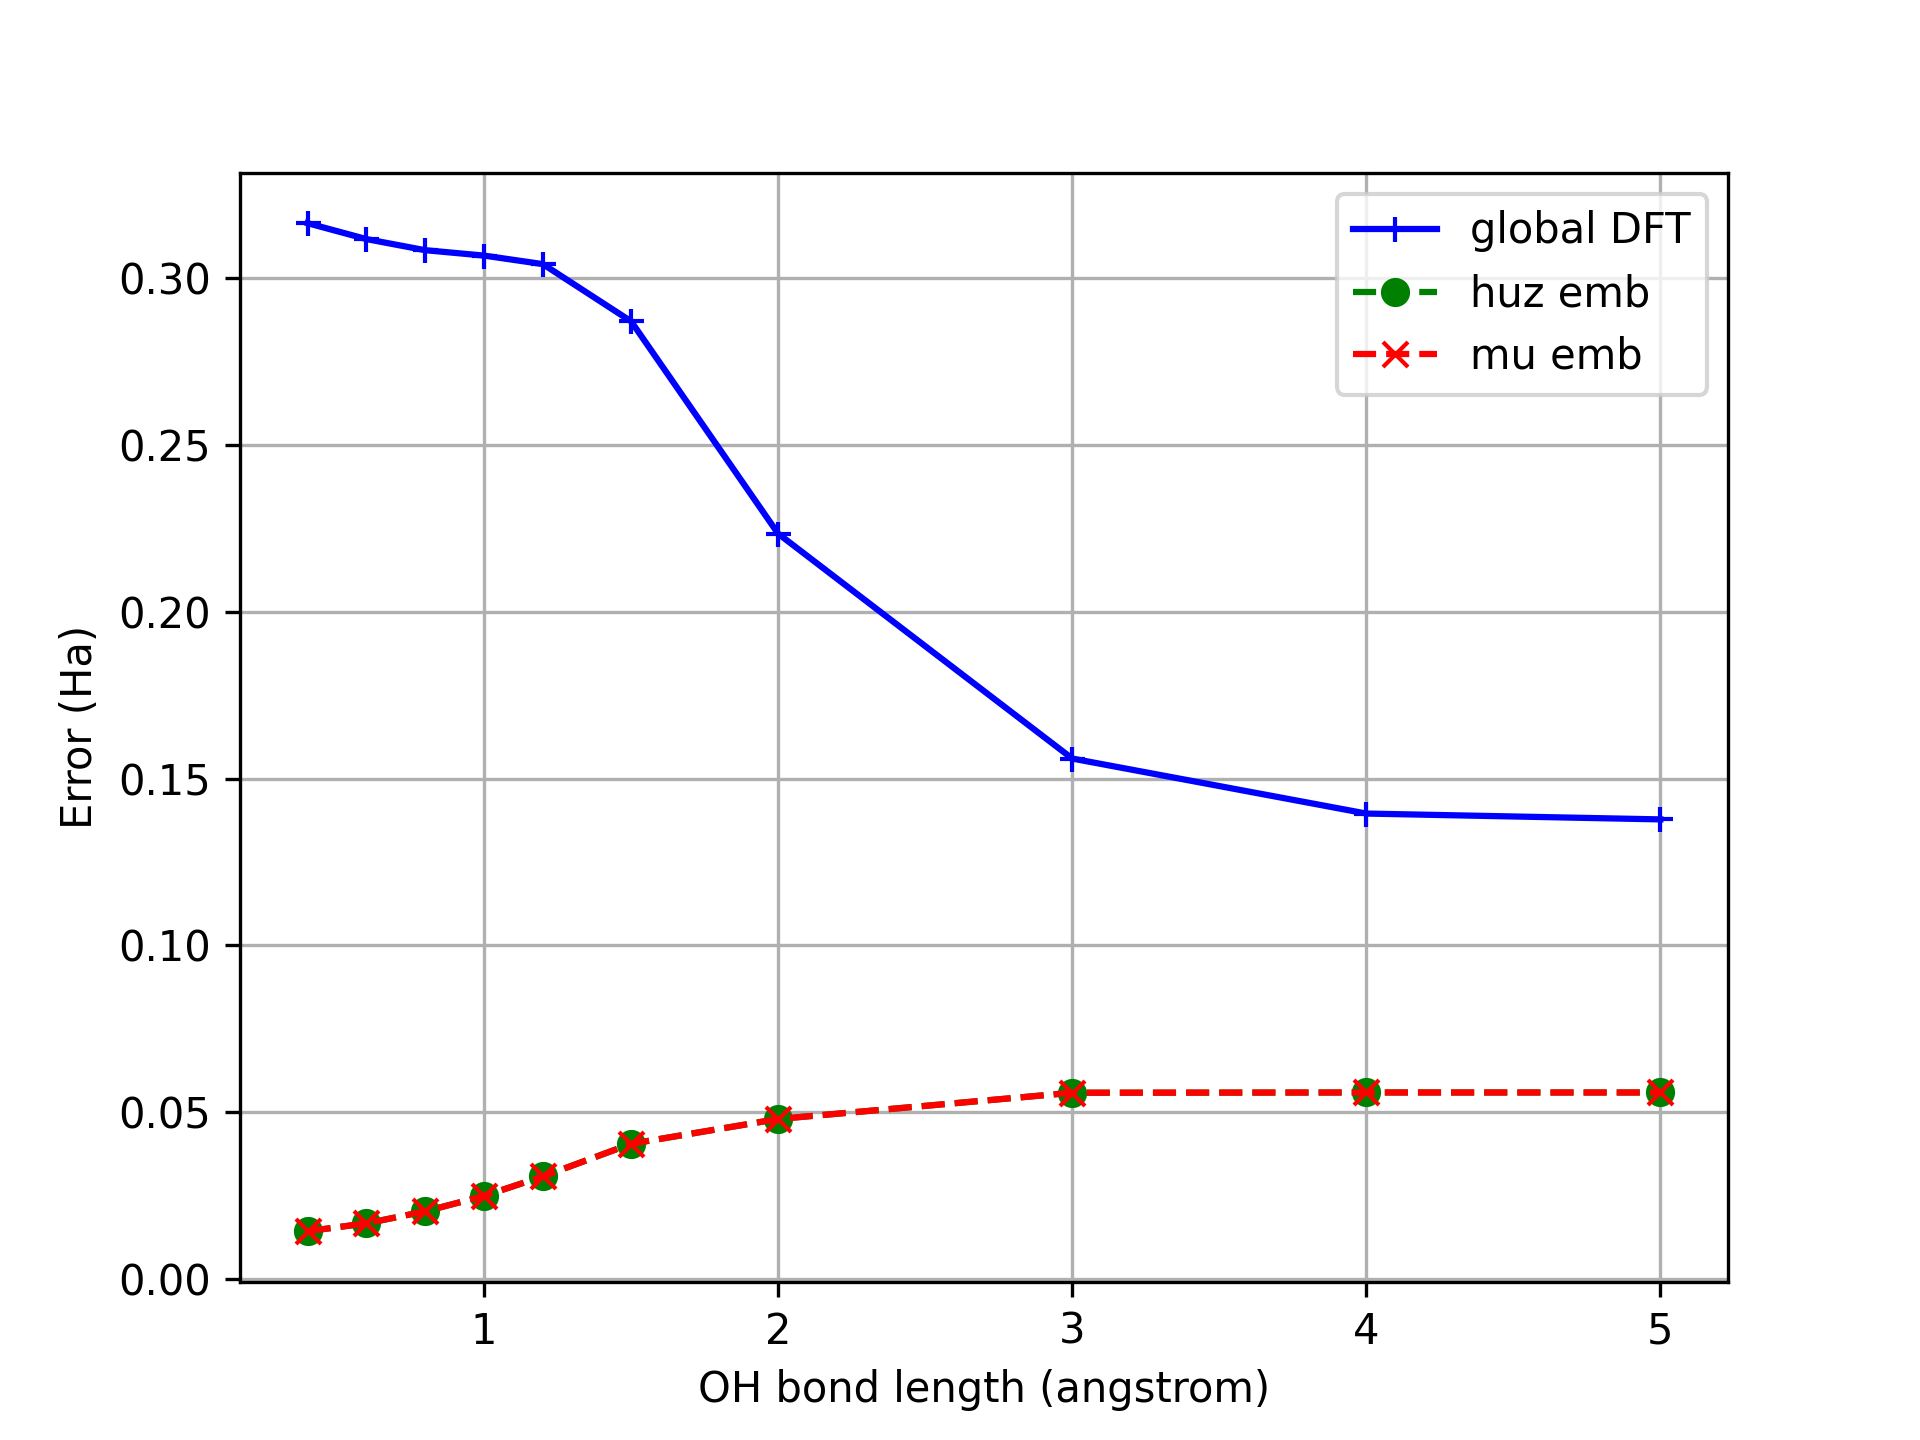 global DFT
huz emb
mu emb
0.30
0.25
0.20
0.15
0.10
0.05
0.00
Error (Ha)
1 2 3 4 5
OH bond length (angstrom)